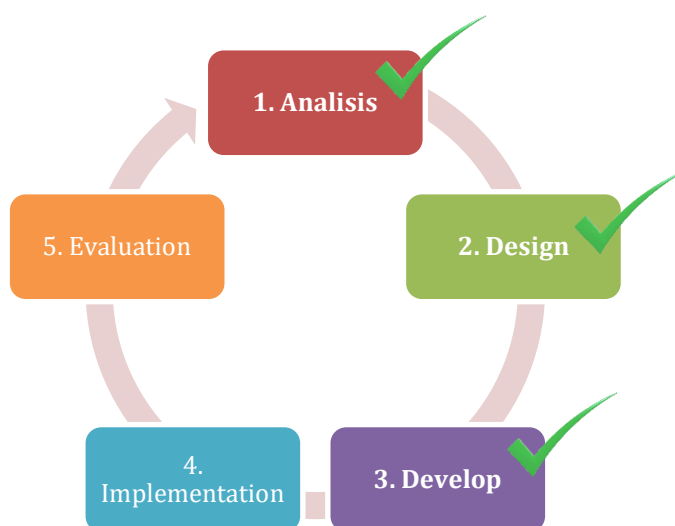 1. Analisis
2. Design
3. Develop
4.
Implementation
5. Evaluation